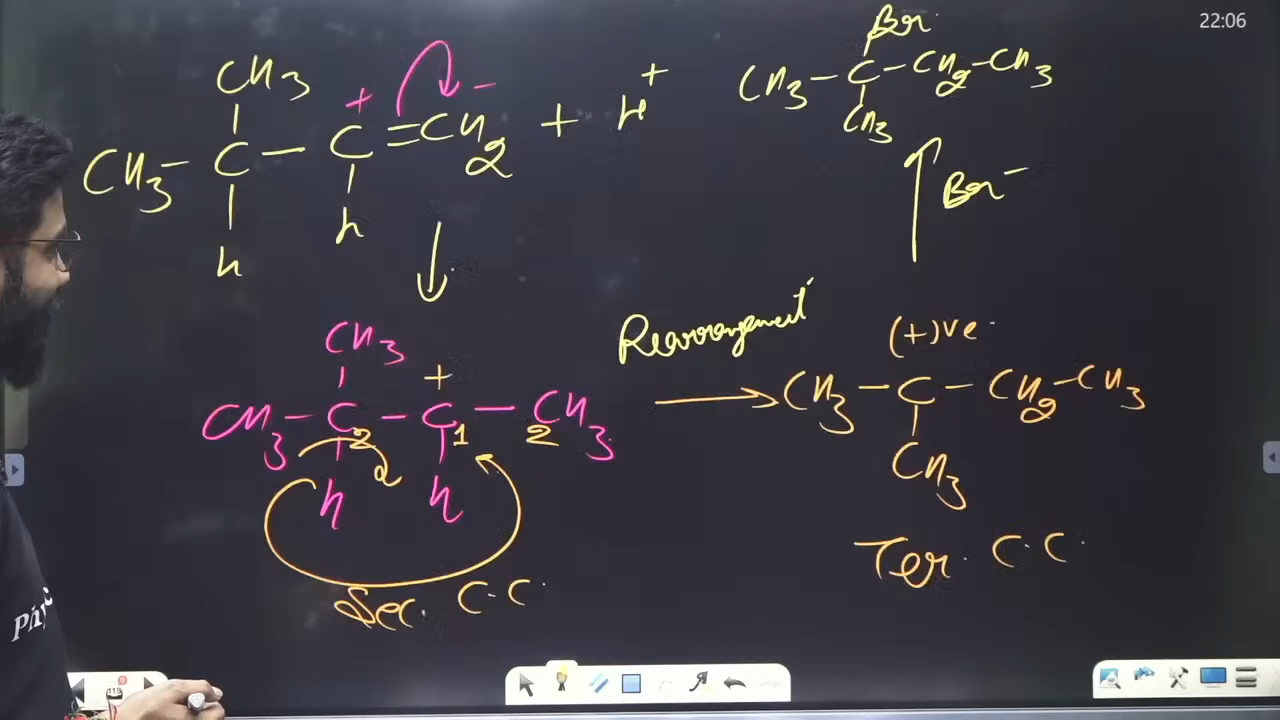 22:06
CH3
CH3 - C - C = CH2 + H+
+ -
h h
Br
CH3 - C - CH2 - CH3
CH3
Br-
CH3
+
CH3 - C - C - CH3
2 1 2
h h
Sec. C.C.
Rearrangement
(+)ve.
CH3 - C - CH2 - CH3
CH3
Ter. C.C.